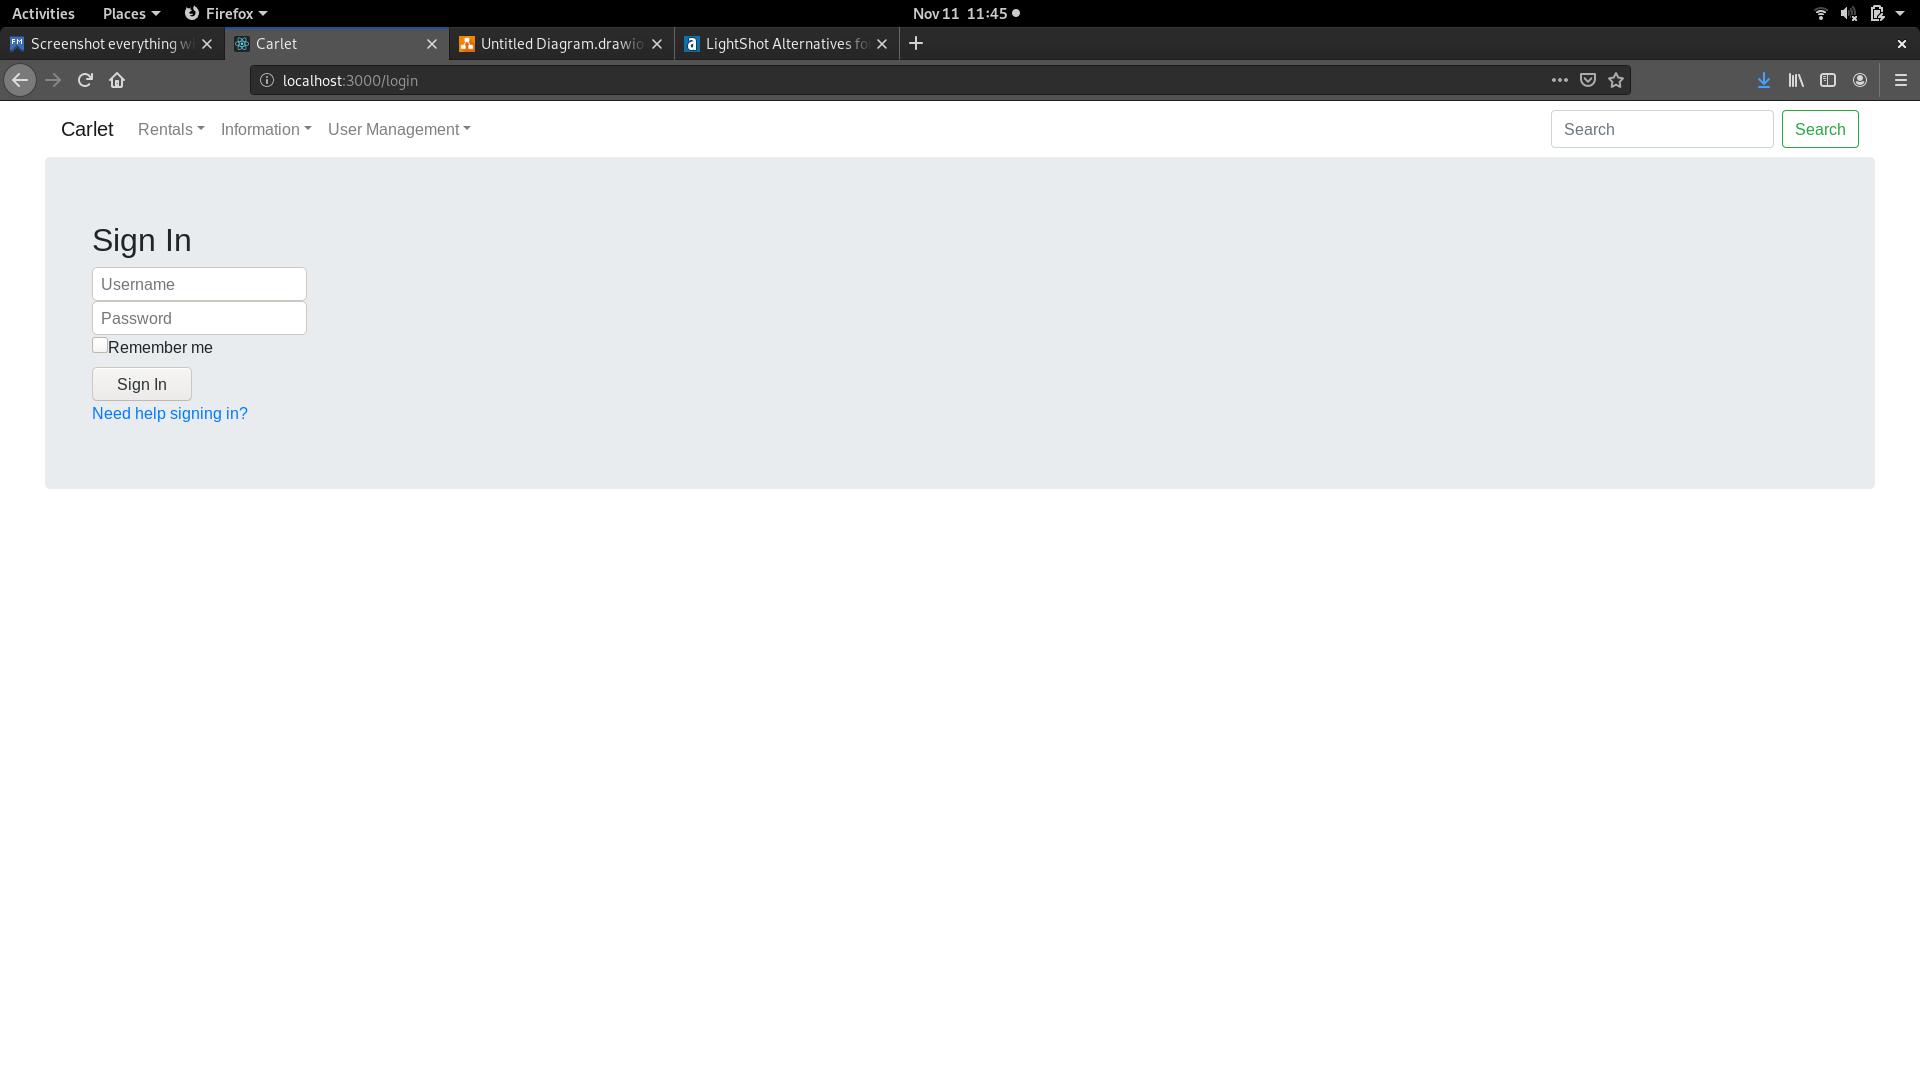 Activities Places Firefox Nov 11 11:45
Screenshot everything wi Carlet Untitled Diagram.drawio LightShot Alternatives fo
localhost:3000/login
Carlet Rentals Information User Management Search Search
Sign In
Username
Password
Remember me
Sign In
Need help signing in?